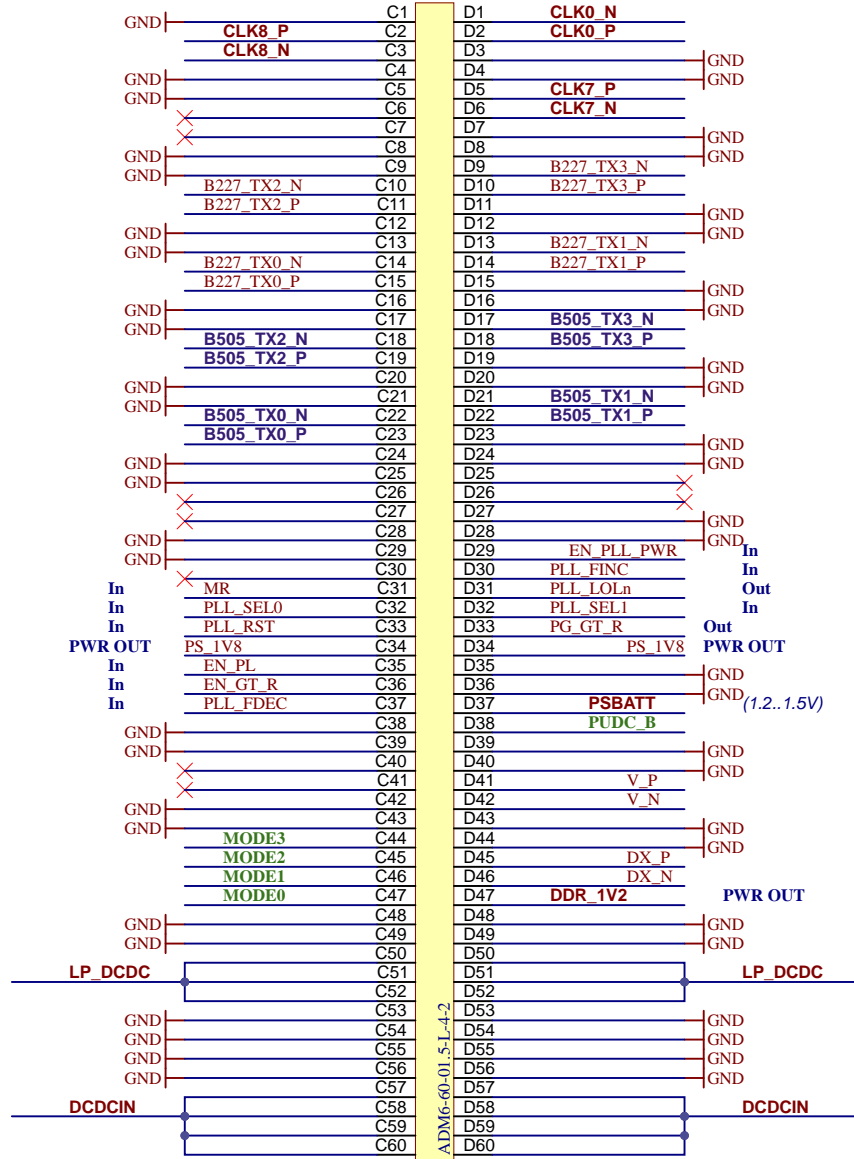 GND C1 D1 CLK0_N
CLK8_P C2 D2 CLK0_P
CLK8_N C3 D3 GND
GND C4 D4 GND
GND C5 D5 CLK7_P
C6 D6 CLK7_N
C7 D7 GND
GND C8 D8 GND
GND C9 D9 B227_TX3_N
B227_TX2_N C10 D10 B227_TX3_P
B227_TX2_P C11 D11 GND
GND C12 D12 GND
GND C13 D13 B227_TX1_N
B227_TX0_N C14 D14 B227_TX1_P
B227_TX0_P C15 D15 GND
GND C16 D16 GND
GND C17 D17 B505_TX3_N
B505_TX2_N C18 D18 B505_TX3_P
B505_TX2_P C19 D19 GND
GND C20 D20 GND
GND C21 D21 B505_TX1_N
B505_TX0_N C22 D22 B505_TX1_P
B505_TX0_P C23 D23 GND
GND C24 D24 GND
GND C25 D25
C26 D26
C27 D27 GND
GND C28 D28 GND
GND C29 D29 EN_PLL_PWR In
C30 D30 PLL_FINC In
In MR C31 D31 PLL_LOLn Out
In PLL_SEL0 C32 D32 PLL_SEL1 In
In PLL_RST C33 D33 PG_GT_R Out
PWR OUT PS_1V8 C34 D34 PS_1V8 PWR OUT
In EN_PL C35 D35 GND
In EN_GT_R C36 D36 GND
In PLL_FDEC C37 D37 PSBATT (1.2..1.5V)
GND C38 D38 PUDC_B
GND C39 D39 GND
C40 D40 GND
C41 D41 V_P
GND C42 D42 V_N
GND C43 D43 GND
MODE3 C44 D44 GND
MODE2 C45 D45 DX_P
MODE1 C46 D46 DX_N
MODE0 C47 D47 DDR_1V2 PWR OUT
GND C48 D48 GND
GND C49 D49 GND
C50 D50
LP_DCDC C51 D51 LP_DCDC
C52 D52
GND C53 D53 GND
GND C54 D54 GND
GND C55 D55 GND
GND C56 D56 GND
C57 D57
DCDCIN C58 D58 DCDCIN
C59 D59
C60 D60
ADM6-60-01.5-L-4-2